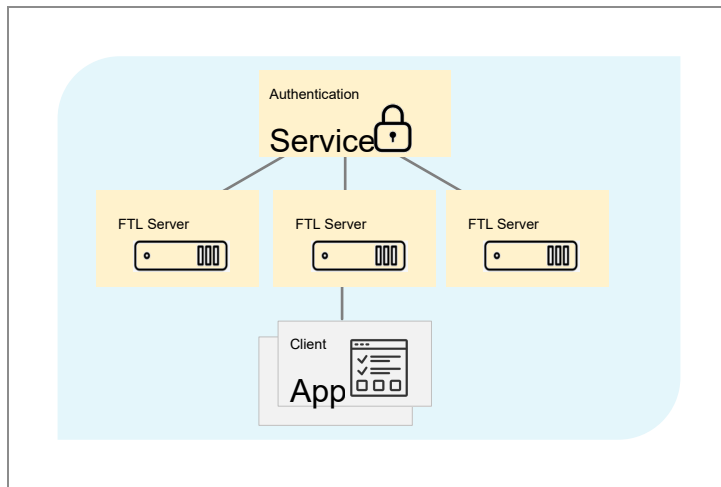 Authentication
Service
FTL Server
FTL Server
FTL Server
Client
App